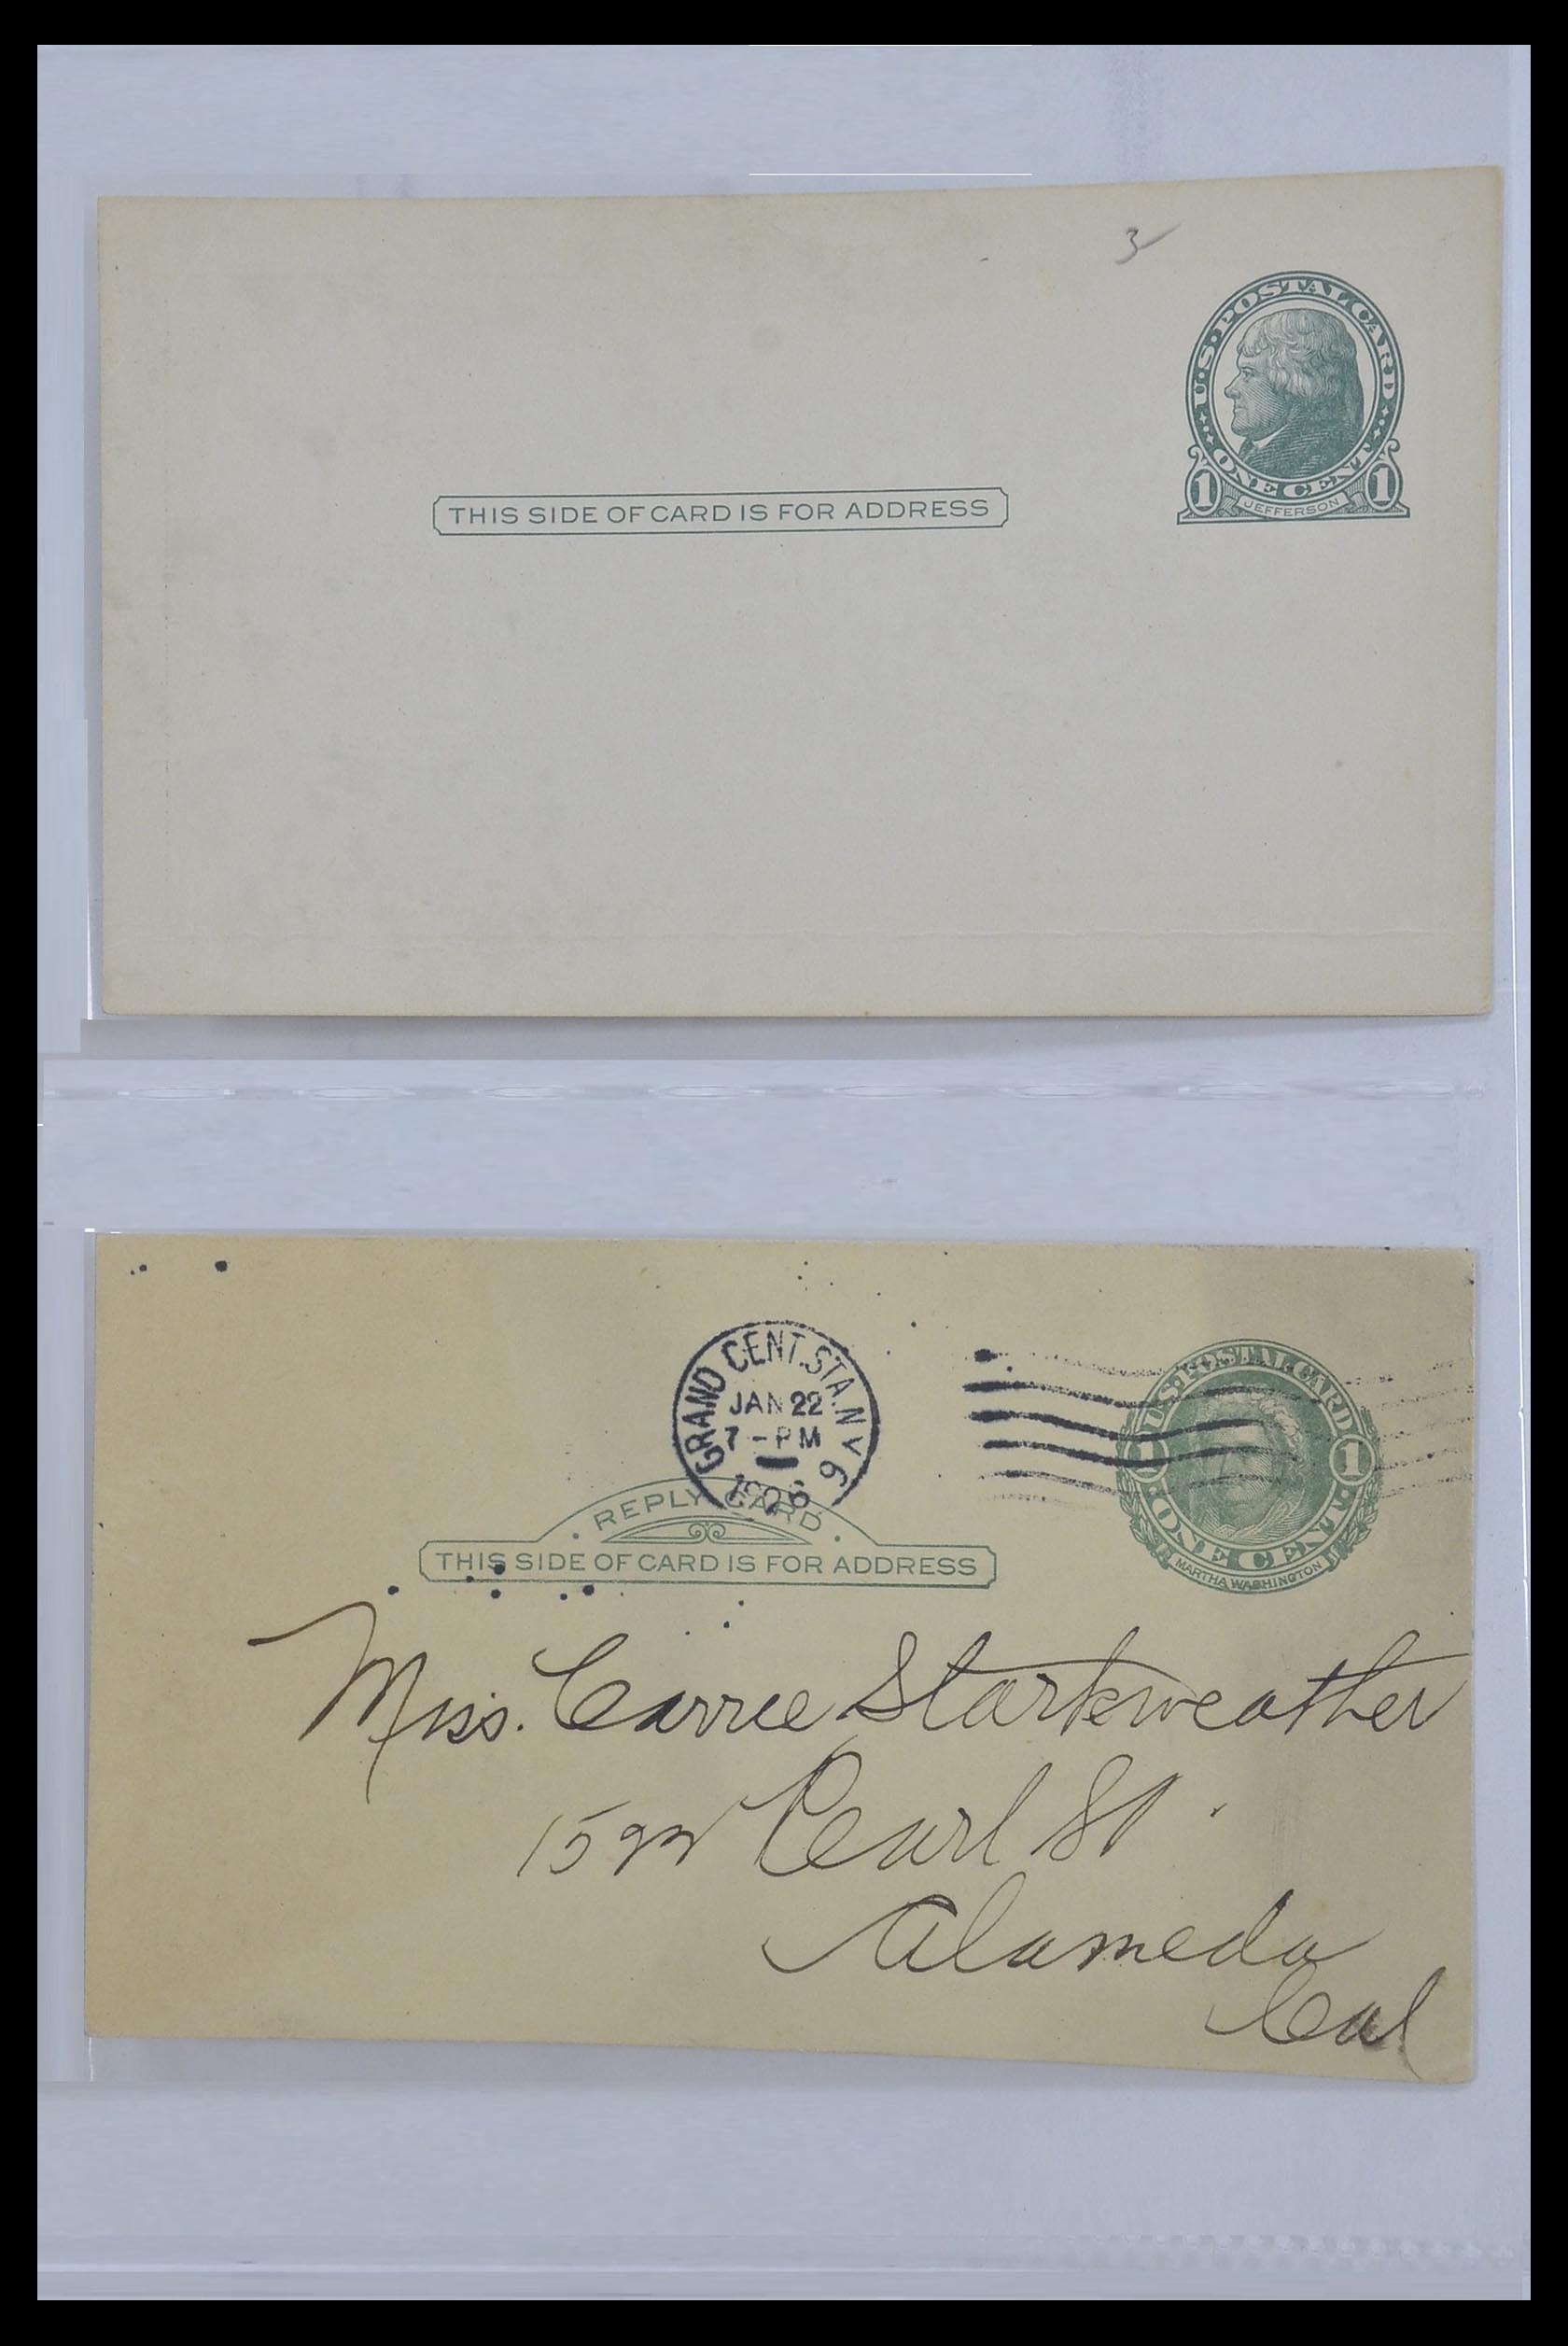 3
U.S. POSTAL CARD
ONE CENT
1 JEFFERSON 1
THIS SIDE OF CARD IS FOR ADDRESS
GRAND CENT. STA. N.Y. 6
JAN 22
7 - PM
1926
U.S. POSTAL CARD
1 1
ONE CENT
MARTHA WASHINGTON
REPLY CARD
THIS SIDE OF CARD IS FOR ADDRESS
Miss. Carrie Starkweather
Pearl St.
Alameda
Cal